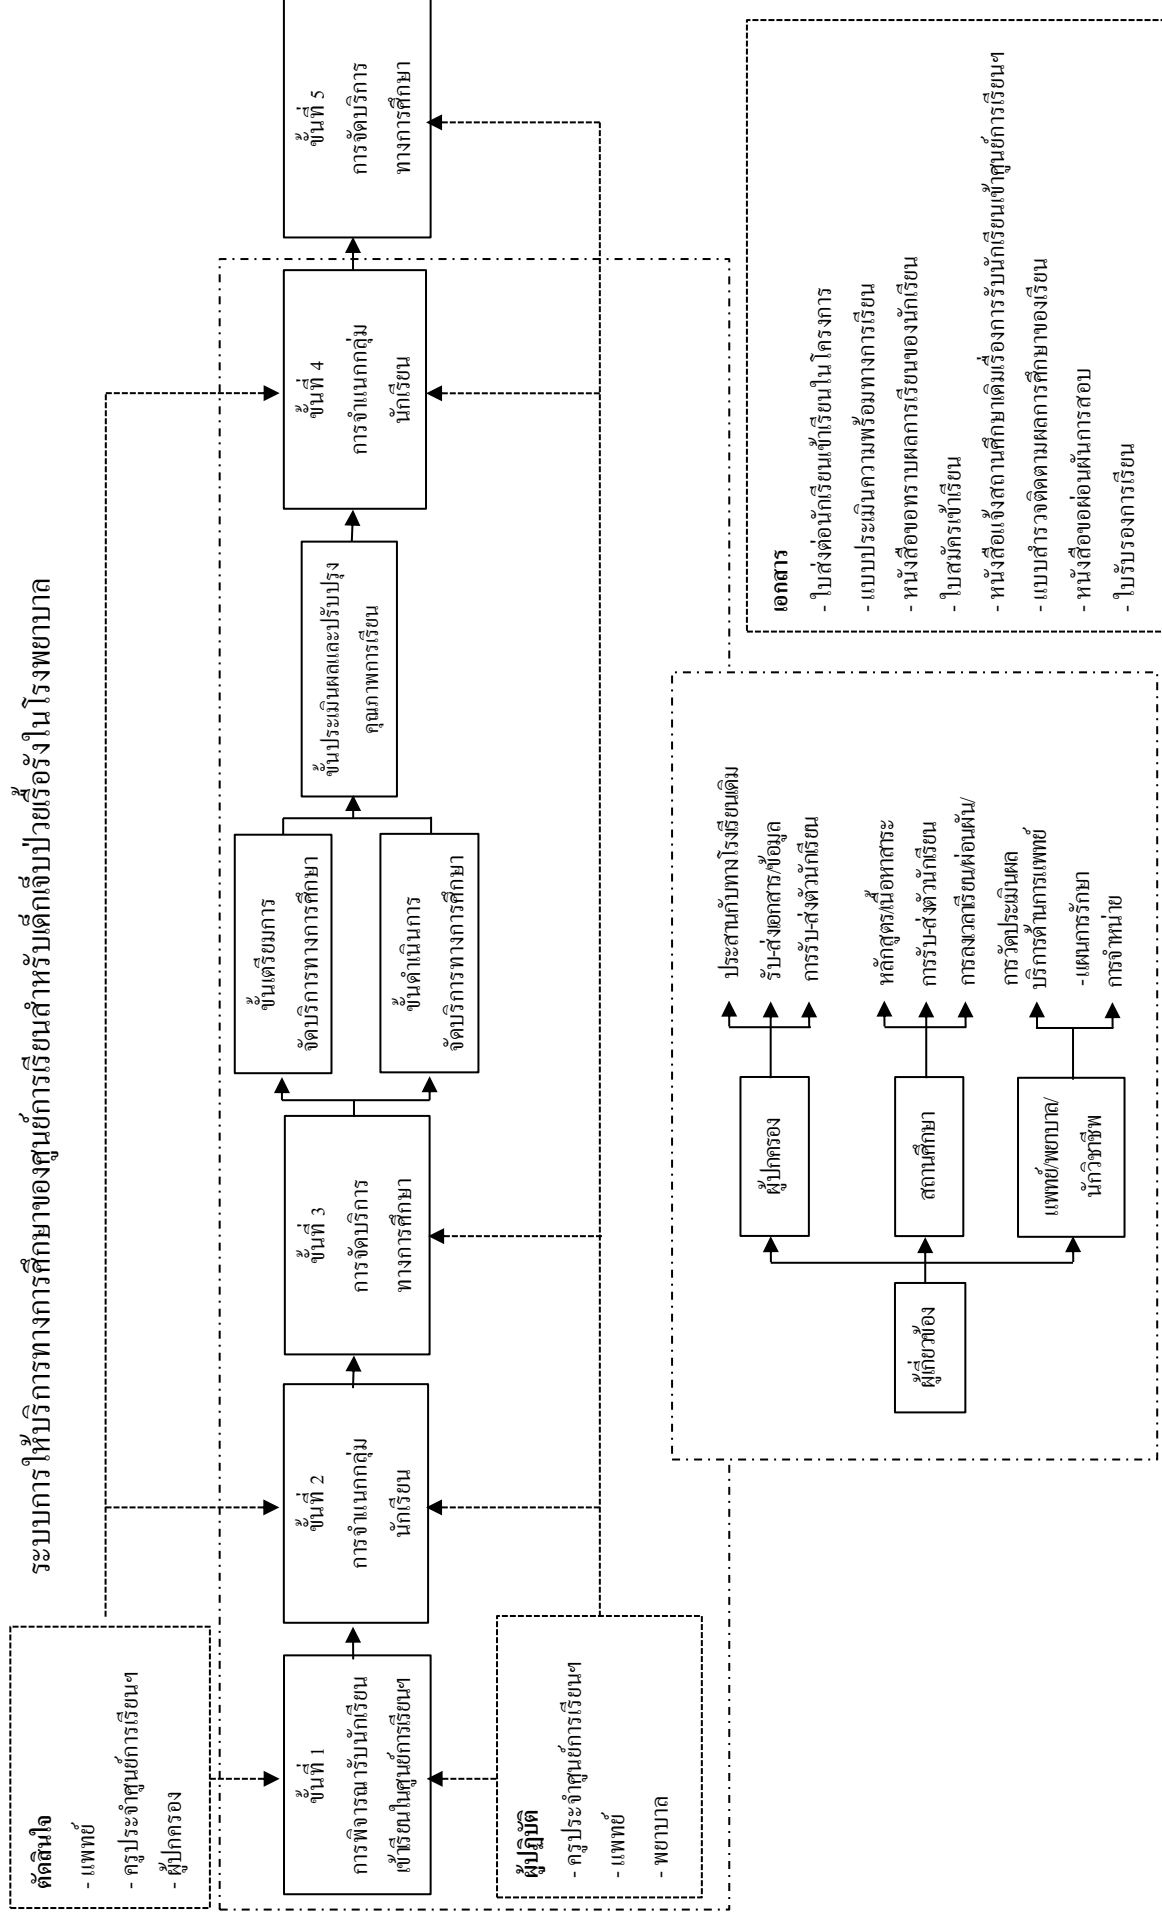 ระบบการให้บริการทางการศึกษาของศูนย์การเรียนสำหรับเด็กเจ็บป่วยเรื้อรังในโรงพยาบาล
ตัดสินใจ
- แพทย์
- ครูประจำศูนย์การเรียนฯ
- ผู้ปกครอง
ขั้นที่ 1
การพิจารณารับนักเรียน
เข้าเรียนในศูนย์การเรียนฯ
ขั้นที่ 2
การจำแนกกลุ่ม
นักเรียน
ขั้นที่ 3
การจัดบริการ
ทางการศึกษา
ขั้นเตรียมการ
จัดบริการทางการศึกษา
ขั้นดำเนินการ
จัดบริการทางการศึกษา
ขั้นประเมินผลและปรับปรุง
คุณภาพการเรียน
ขั้นที่ 4
การจำแนกกลุ่ม
นักเรียน
ขั้นที่ 5
การจัดบริการ
ทางการศึกษา
ผู้ปฏิบัติ
- ครูประจำศูนย์การเรียนฯ
- แพทย์
- พยาบาล
ผู้เกี่ยวข้อง
ผู้ปกครอง
ประสานกับทางโรงเรียนเดิม
รับ-ส่งเอกสาร/ข้อมูล
การรับ-ส่งตัวนักเรียน
สถานศึกษา
หลักสูตร/เนื้อหาสาระ
การรับ-ส่งตัวนักเรียน
การลงเวลาเรียน/ผ่อนผัน/
การวัดประเมินผล
แพทย์/พยาบาล/
นักวิชาชีพ
บริการด้านการแพทย์
-แผนการรักษา
การจำหน่าย
เอกสาร
- ใบส่งต่อนักเรียนเข้าเรียนในโครงการ
- แบบประเมินความพร้อมทางการเรียน
- หนังสือขอทราบผลการเรียนของนักเรียน
- ใบสมัครเข้าเรียน
- หนังสือแจ้งสถานศึกษาเดิมเรื่องการรับนักเรียนเข้าศูนย์การเรียนฯ
- แบบสำรวจติดตามผลการศึกษาของเรียน
- หนังสือขอผ่อนผันการสอบ
- ใบรับรองการเรียน